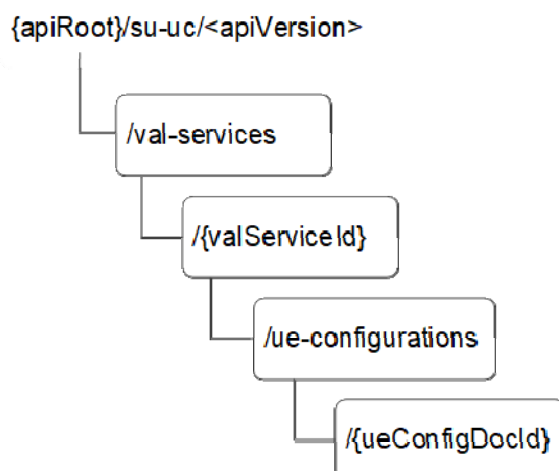 {apiRoot}/su-uc/<apiVersion>
/val-services
/{valServiceId}
/ue-configurations
/{ueConfigDocId}